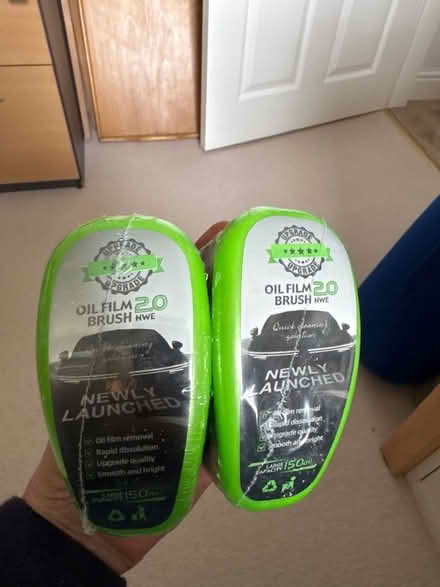 UPGRADE
UPGRADE
OIL FILM 2.0
BRUSH NWE
NEWLY
LAUNCHED
Oil film removal
Rapid dissolution
Upgrade quality
Smooth and bright
150ml
UPGRADE
UPGRADE
OIL FILM 2.0
BRUSH NWE
Quick cleaning
solution
NEWLY
LAUNCHED
Oil film removal
Rapid dissolution
Upgrade quality
Smooth and bright
LARGE
CAPACITY 150ml